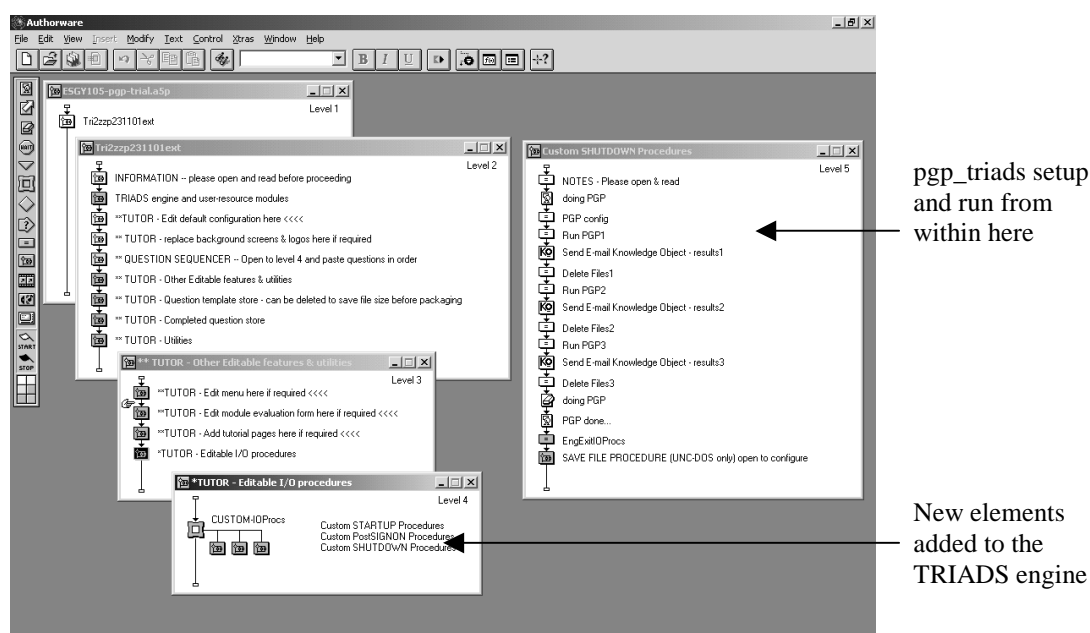 Authorware
File Edit View Insert Modify Text Control Xtras Window Help
B I U
ESGY105-pgp-trial.a5p
Level 1
Tri2zzp231101ext
Tri2zzp231101ext
Level 2
INFORMATION -- please open and read before proceeding
TRIADS engine and user-resource modules
**TUTOR - Edit default configuration here <<<<
** TUTOR - replace background screens & logos here if required
** QUESTION SEQUENCER -- Open to level 4 and paste questions in order
** TUTOR - Other Editable features & utilities
** TUTOR - Question template store - can be deleted to save file size before packaging
** TUTOR - Completed question store
** TUTOR - Utilities
** TUTOR - Other Editable features & utilities
Level 3
**TUTOR - Edit menu here if required <<<<
**TUTOR - Edit module evaluation form here if required <<<<
**TUTOR - Add tutorial pages here if required <<<<
*TUTOR - Editable I/O procedures
*TUTOR - Editable I/O procedures
Level 4
CUSTOM-IOProcs
Custom STARTUP Procedures
Custom PostSIGNON Procedures
Custom SHUTDOWN Procedures
Custom SHUTDOWN Procedures
Level 5
NOTES - Please open & read
doing PGP
PGP config
Run PGP1
KO Send E-mail Knowledge Object - results1
Delete Files1
Run PGP2
KO Send E-mail Knowledge Object - results2
Delete Files2
Run PGP3
KO Send E-mail Knowledge Object - results3
Delete Files3
doing PGP
PGP done...
EngExitIOProcs
SAVE FILE PROCEDURE (UNC-DOS only) open to configure
WAIT
START
STOP
pgp_triads setup
and run from
within here
New elements
added to the
TRIADS engine